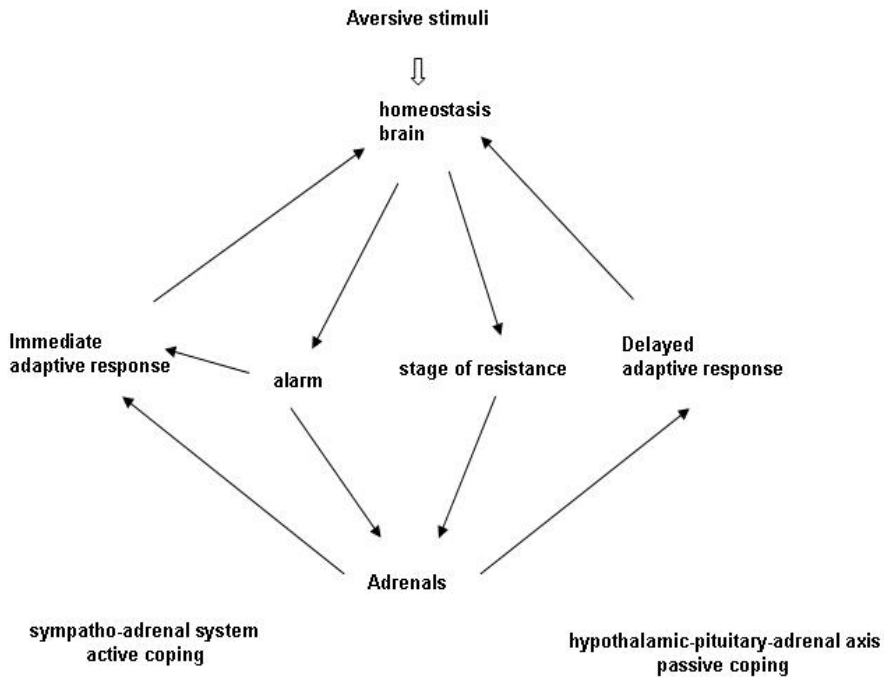 Aversive stimuli
homeostasis
brain
Immediate
adaptive response
alarm
stage of resistance
Delayed
adaptive response
Adrenals
sympatho-adrenal system
active coping
hypothalamic-pituitary-adrenal axis
passive coping